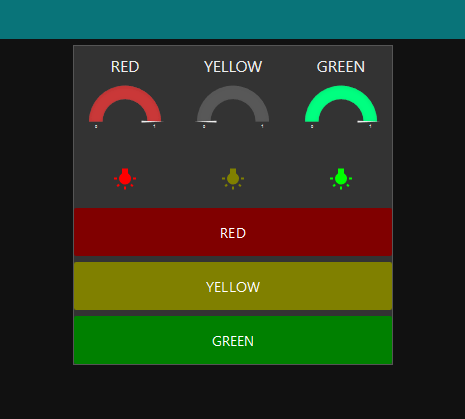 RED YELLOW GREEN
0 1 0 1 0 1
RED
YELLOW
GREEN